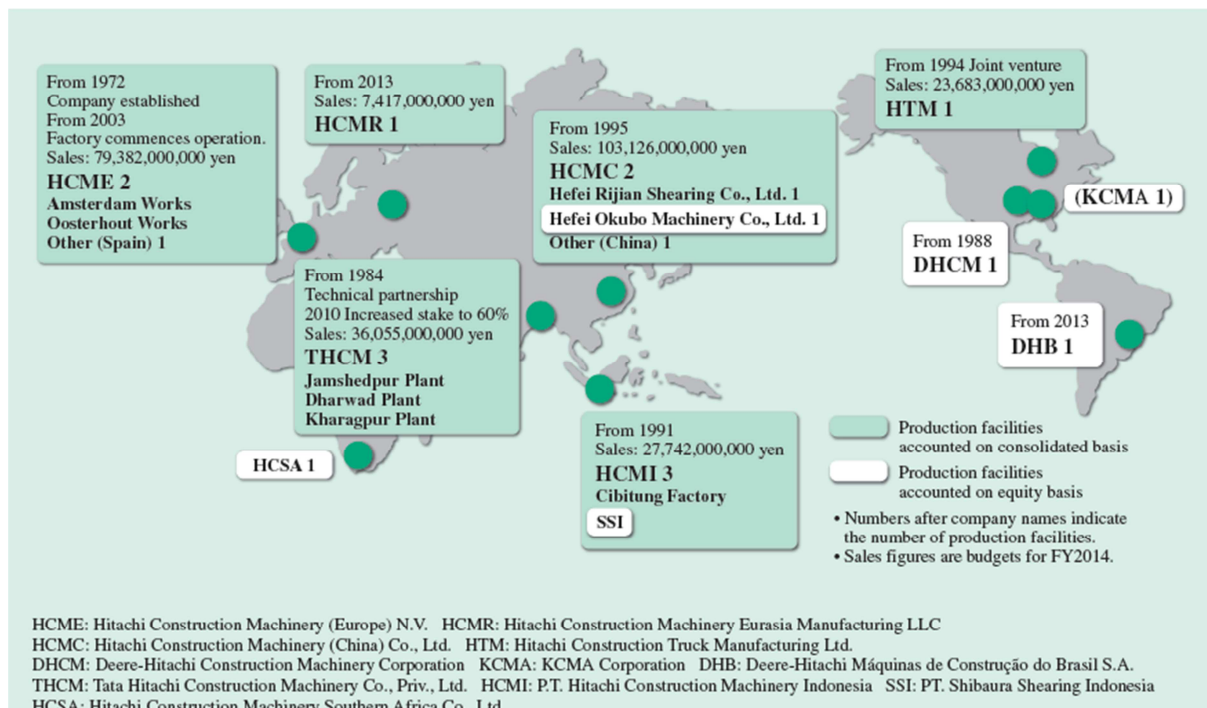 From 1972
Company established
From 2003
Factory commences operation.
Sales: 79,382,000,000 yen
HCME 2
Amsterdam Works
Oosterhout Works
Other (Spain) 1
From 2013
Sales: 7,417,000,000 yen
HCMR 1
From 1995
Sales: 103,126,000,000 yen
HCMC 2
Hefei Rijian Shearing Co., Ltd. 1
Hefei Okubo Machinery Co., Ltd. 1
Other (China) 1
From 1994 Joint venture
Sales: 23,683,000,000 yen
HTM 1
(KCMA 1)
From 1988
DHCM 1
From 2013
DHB 1
From 1984
Technical partnership
2010 Increased stake to 60%
Sales: 36,055,000,000 yen
THCM 3
Jamshedpur Plant
Dharwad Plant
Kharagpur Plant
HCSA 1
From 1991
Sales: 27,742,000,000 yen
HCMI 3
Cibitung Factory
SSI
Production facilities
accounted on consolidated basis
Production facilities
accounted on equity basis
• Numbers after company names indicate
the number of production facilities.
• Sales figures are budgets for FY2014.
HCME: Hitachi Construction Machinery (Europe) N.V. HCMR: Hitachi Construction Machinery Eurasia Manufacturing LLC
HCMC: Hitachi Construction Machinery (China) Co., Ltd. HTM: Hitachi Construction Truck Manufacturing Ltd.
DHCM: Deere-Hitachi Construction Machinery Corporation KCMA: KCMA Corporation DHB: Deere-Hitachi Máquinas de Construção do Brasil S.A.
THCM: Tata Hitachi Construction Machinery Co., Priv., Ltd. HCMI: P.T. Hitachi Construction Machinery Indonesia SSI: PT. Shibaura Shearing Indonesia
HCSA: Hitachi Construction Machinery Southern Africa Co., Ltd.